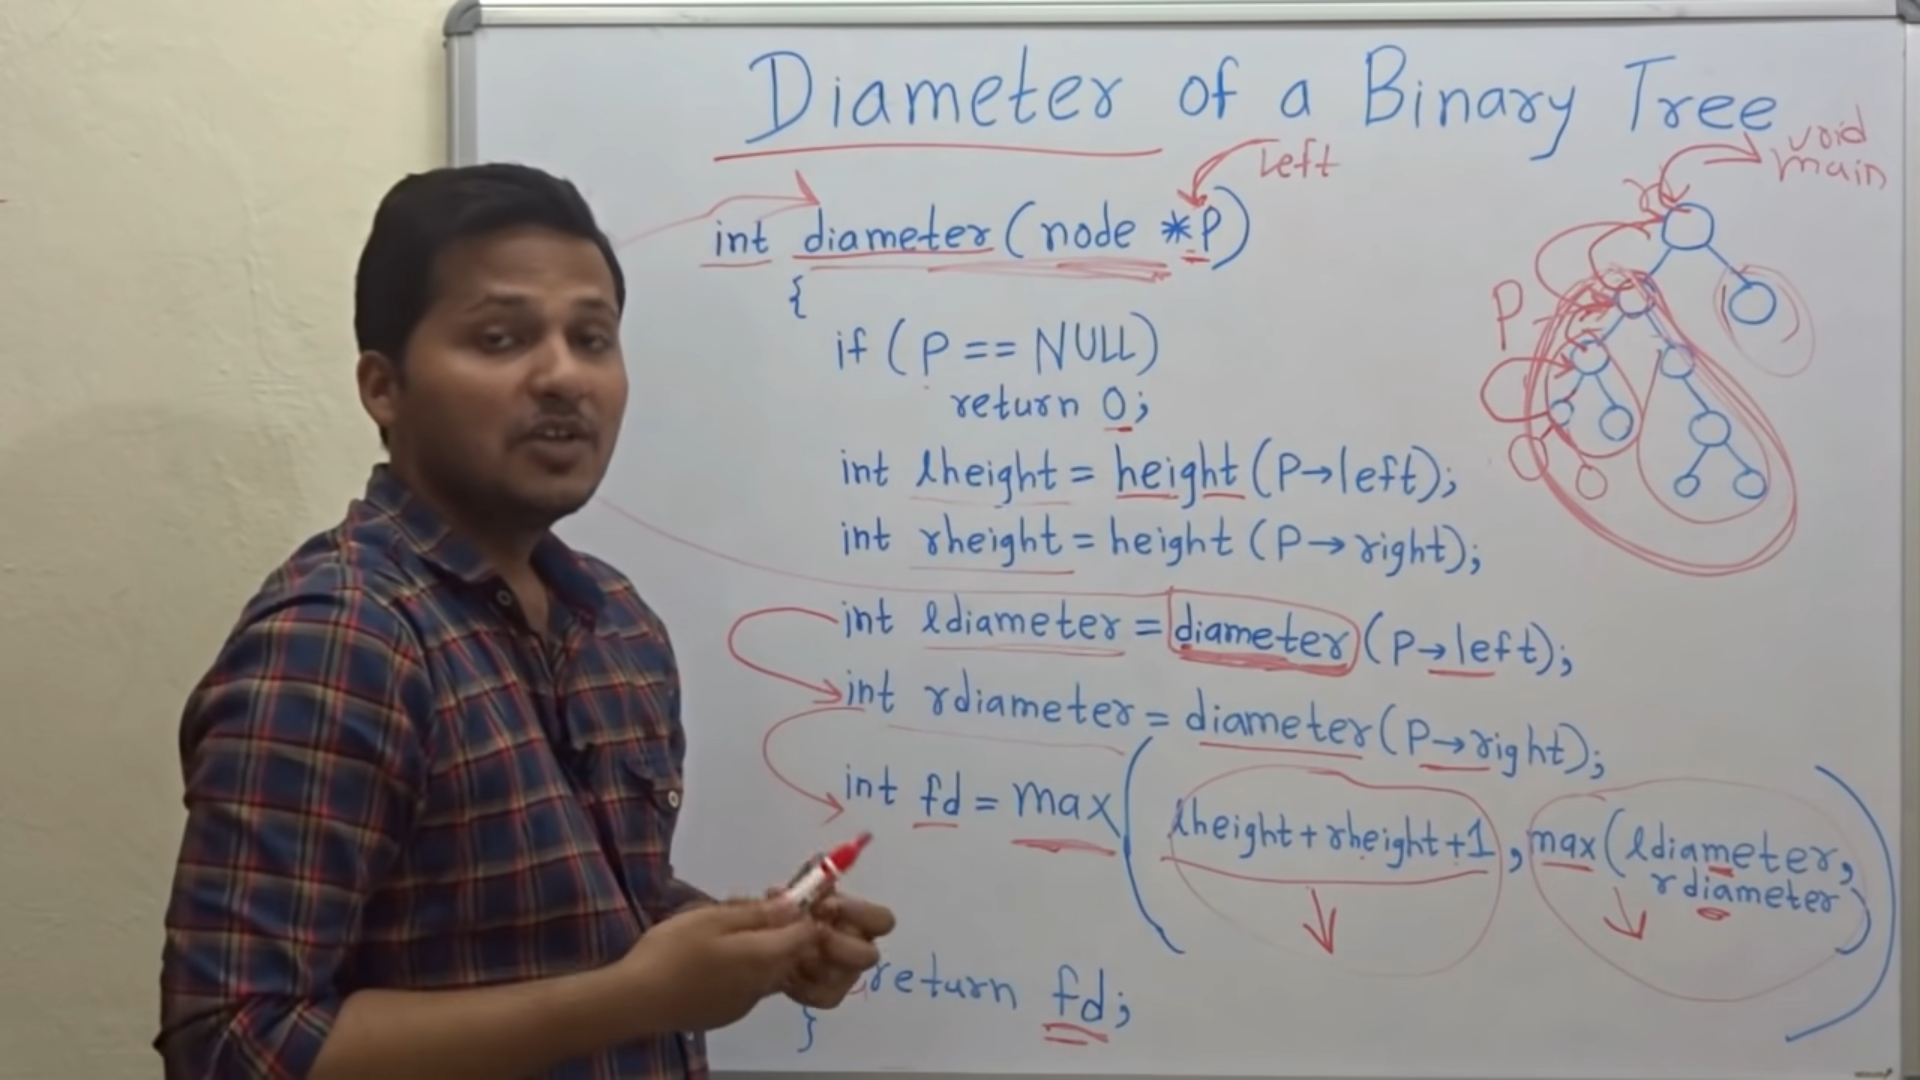 Diameter of a Binary Tree
void
main
left
int diameter(node *P)
{
P
if (P == NULL)
return 0;
int lheight = height(P→left);
int rheight = height(P→right);
int ldiameter = diameter(P→left);
int rdiameter = diameter(P→right);
int fd = max(lheight+rheight+1, max(ldiameter,
rdiameter))
return fd;
}